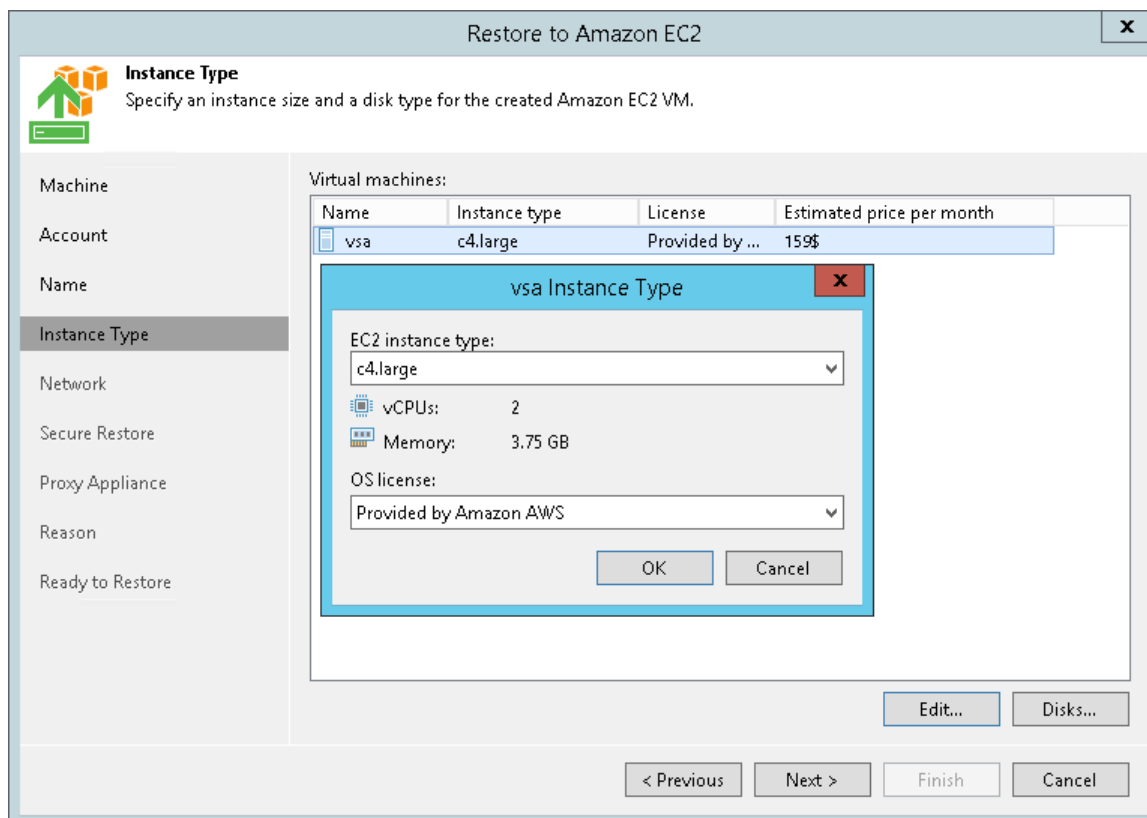 Restore to Amazon EC2
x
Instance Type
Specify an instance size and a disk type for the created Amazon EC2 VM.
Machine
Account
Name
Instance Type
Network
Secure Restore
Proxy Appliance
Reason
Ready to Restore
Virtual machines:
Name Instance type License Estimated price per month
vsa c4.large Provided by ... 159$
vsa Instance Type
x
EC2 instance type:
c4.large
vCPUs: 2
Memory: 3.75 GB
OS license:
Provided by Amazon AWS
OK Cancel
Edit... Disks...
< Previous Next > Finish Cancel